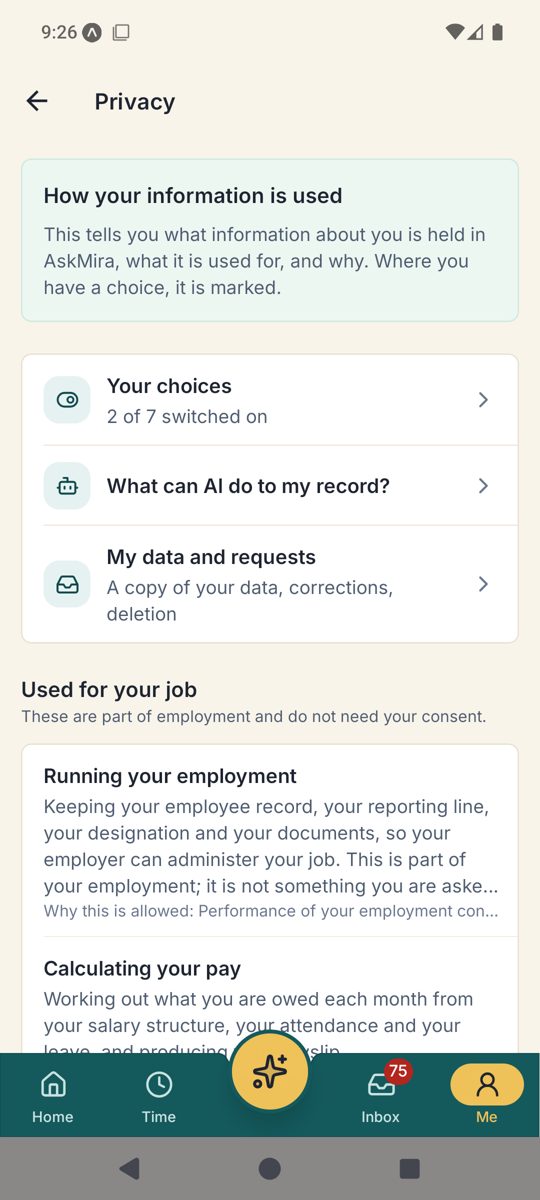 9:26
Privacy
How your information is used
This tells you what information about you is held in
AskMira, what it is used for, and why. Where you
have a choice, it is marked.
Your choices
2 of 7 switched on
What can AI do to my record?
My data and requests
A copy of your data, corrections,
deletion
Used for your job
These are part of employment and do not need your consent.
Running your employment
Keeping your employee record, your reporting line,
your designation and your documents, so your
employer can administer your job. This is part of
your employment; it is not something you are aske...
Why this is allowed: Performance of your employment con...
Calculating your pay
Working out what you are owed each month from
your salary structure, your attendance and your
leave, and producing
75
Home
Time
Inbox
Me